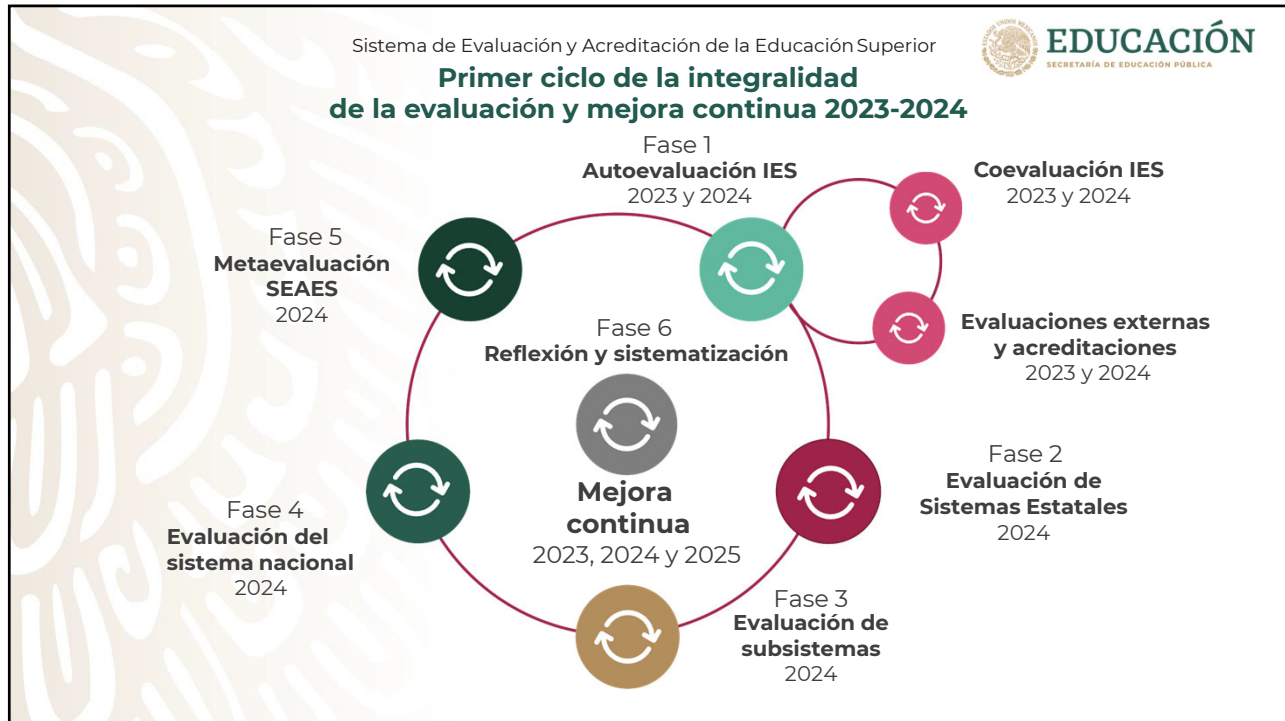 Sistema de Evaluación y Acreditación de la Educación Superior
Primer ciclo de la integralidad
de la evaluación y mejora continua 2023-2024
ESTADOS UNIDOS MEXICANOS
EDUCACIÓN
SECRETARÍA DE EDUCACIÓN PÚBLICA
Fase 1
Autoevaluación IES
2023 y 2024
Coevaluación IES
2023 y 2024
Evaluaciones externas
y acreditaciones
2023 y 2024
Fase 2
Evaluación de
Sistemas Estatales
2024
Fase 3
Evaluación de
subsistemas
2024
Fase 4
Evaluación del
sistema nacional
2024
Fase 5
Metaevaluación
SEAES
2024
Fase 6
Reflexión y sistematización
Mejora
continua
2023, 2024 y 2025